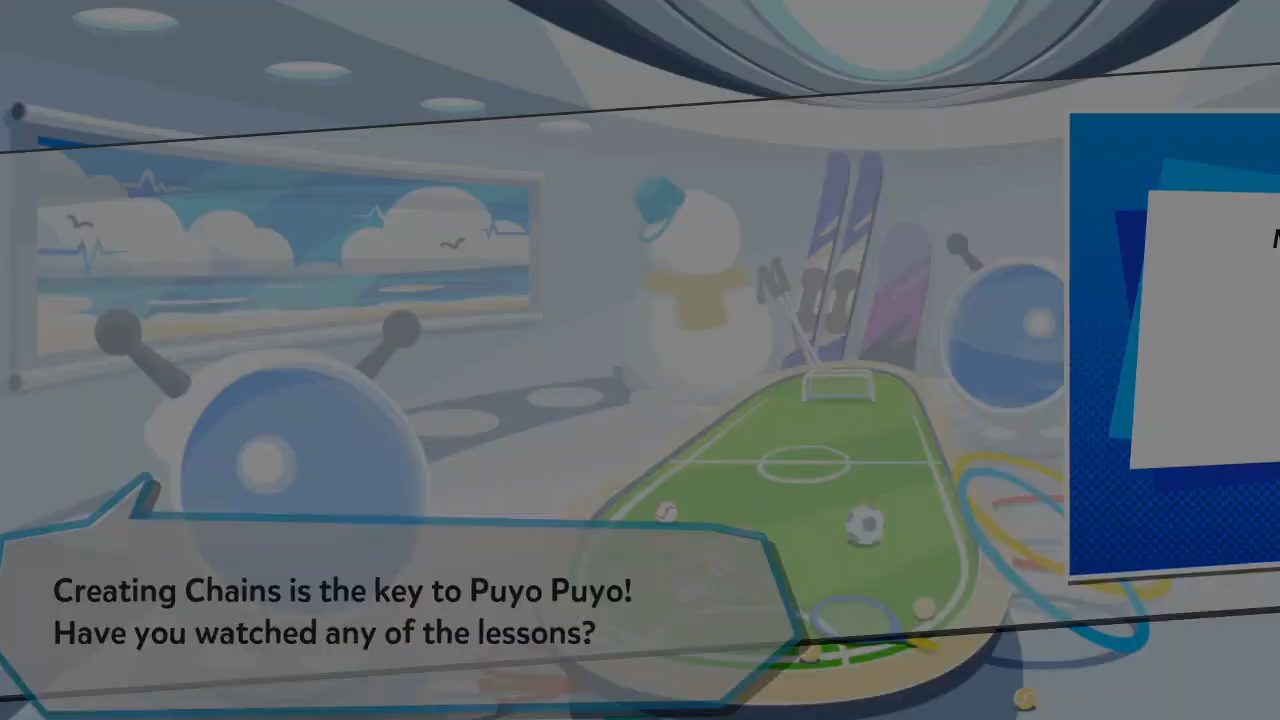 Creating Chains is the key to Puyo Puyo!
Have you watched any of the lessons?